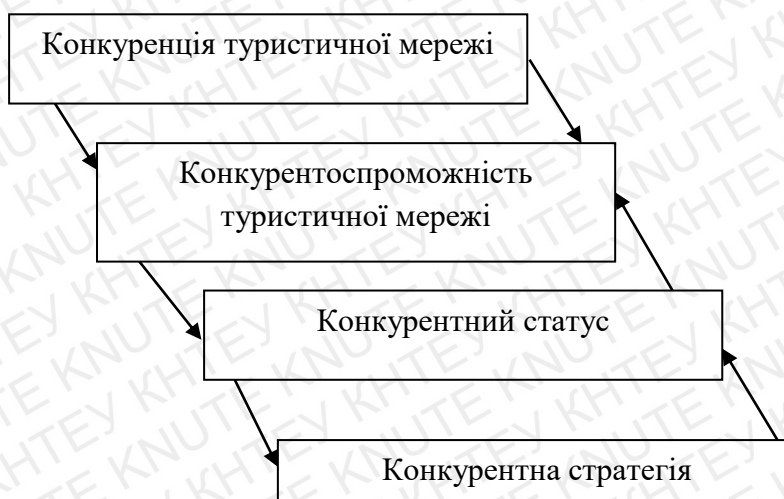 Конкуренція туристичної мережі
Конкурентоспроможність
туристичної мережі
Конкурентний статус
Конкурентна стратегія